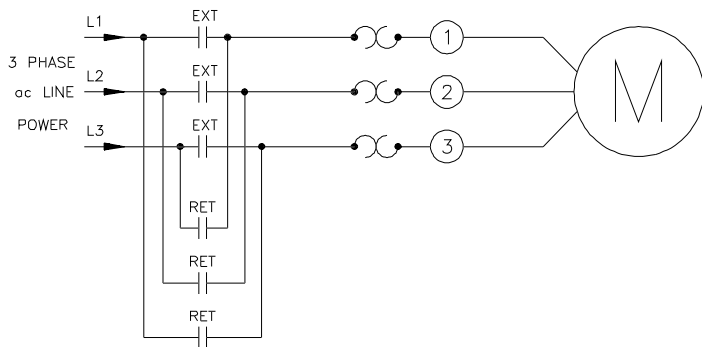 L1
EXT
1
3 PHASE
L2
EXT
ac LINE
2
M
POWER
L3
EXT
3
RET
RET
RET